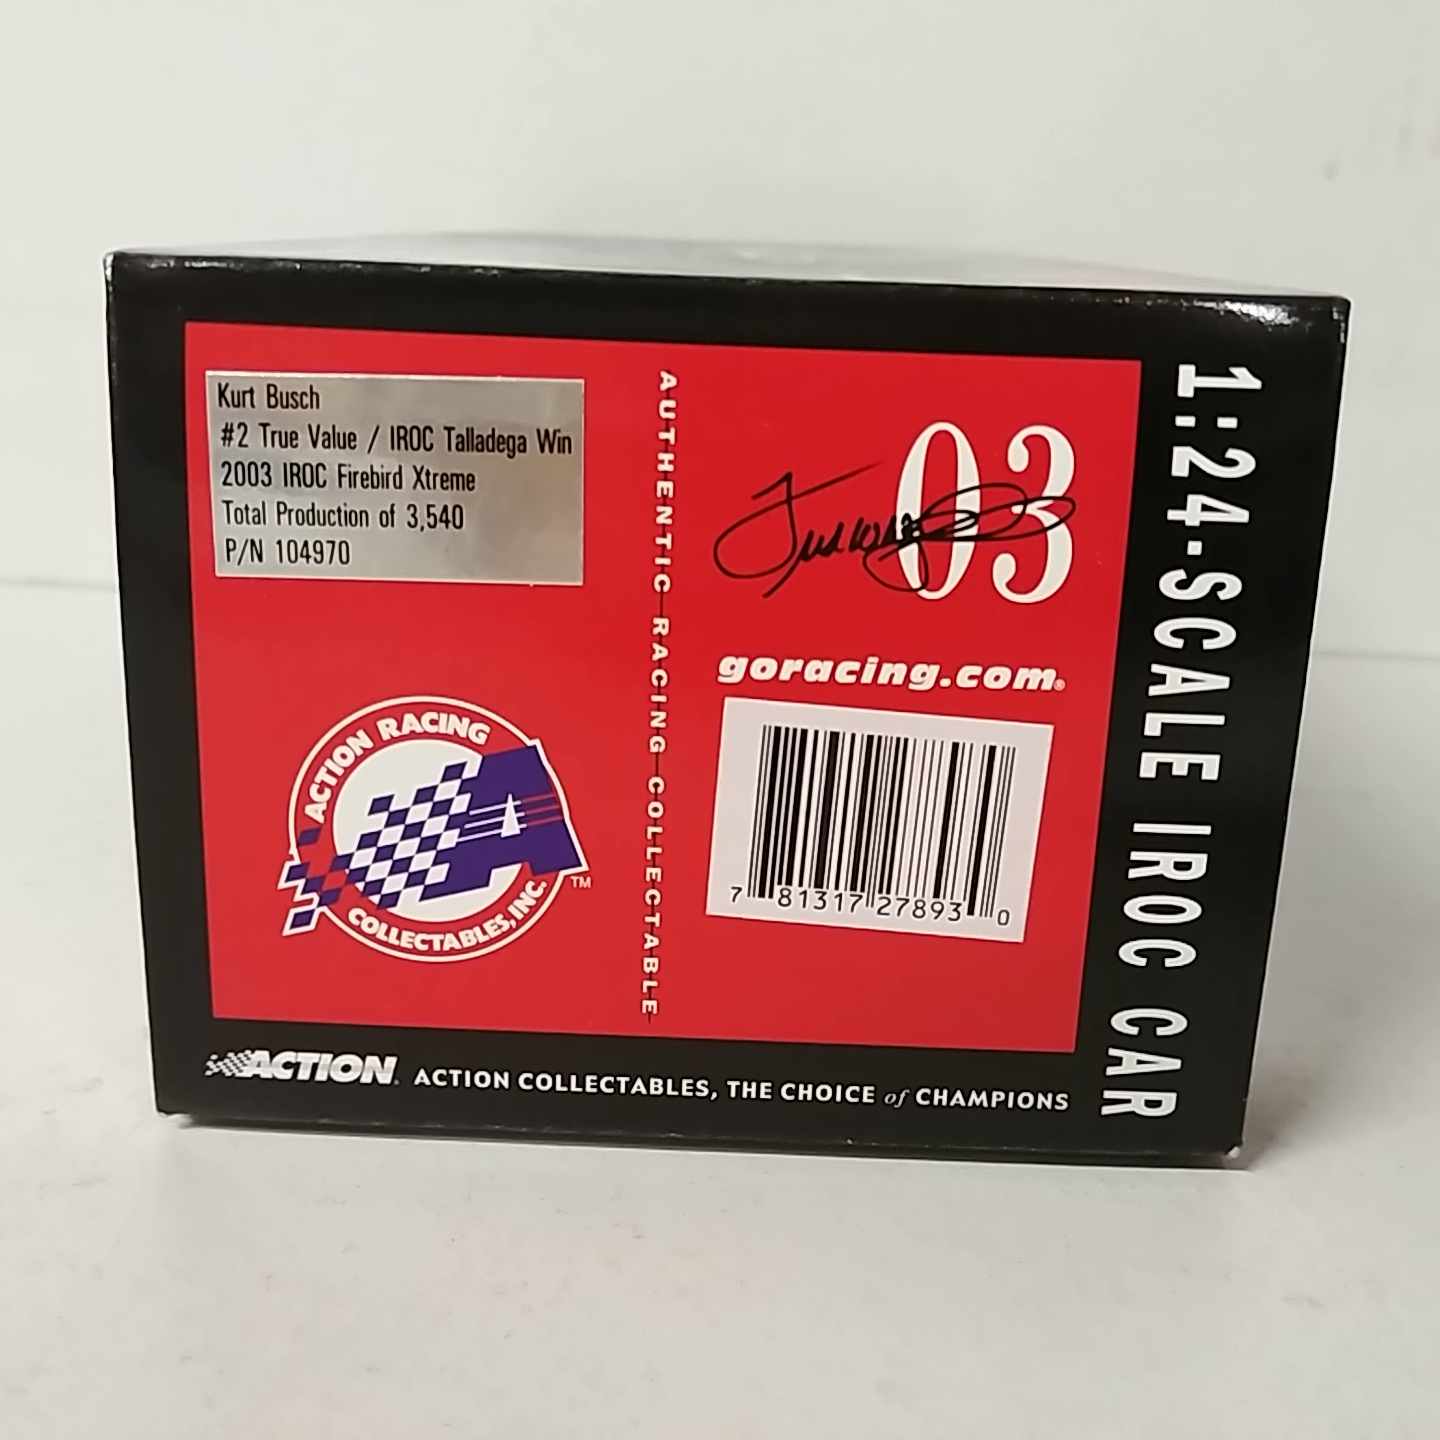 Kurt Busch
#2 True Value / IROC Talladega Win
2003 IROC Firebird Xtreme
Total Production of 3,540
P/N 104970
AUTHENTIC RACING COLLECTABLE
03
goracing.com®
7 81317 27893 0
ACTION RACING
COLLECTABLES, INC.
A
TM
ACTION ACTION COLLECTABLES, THE CHOICE of CHAMPIONS
1:24-SCALE IROC CAR